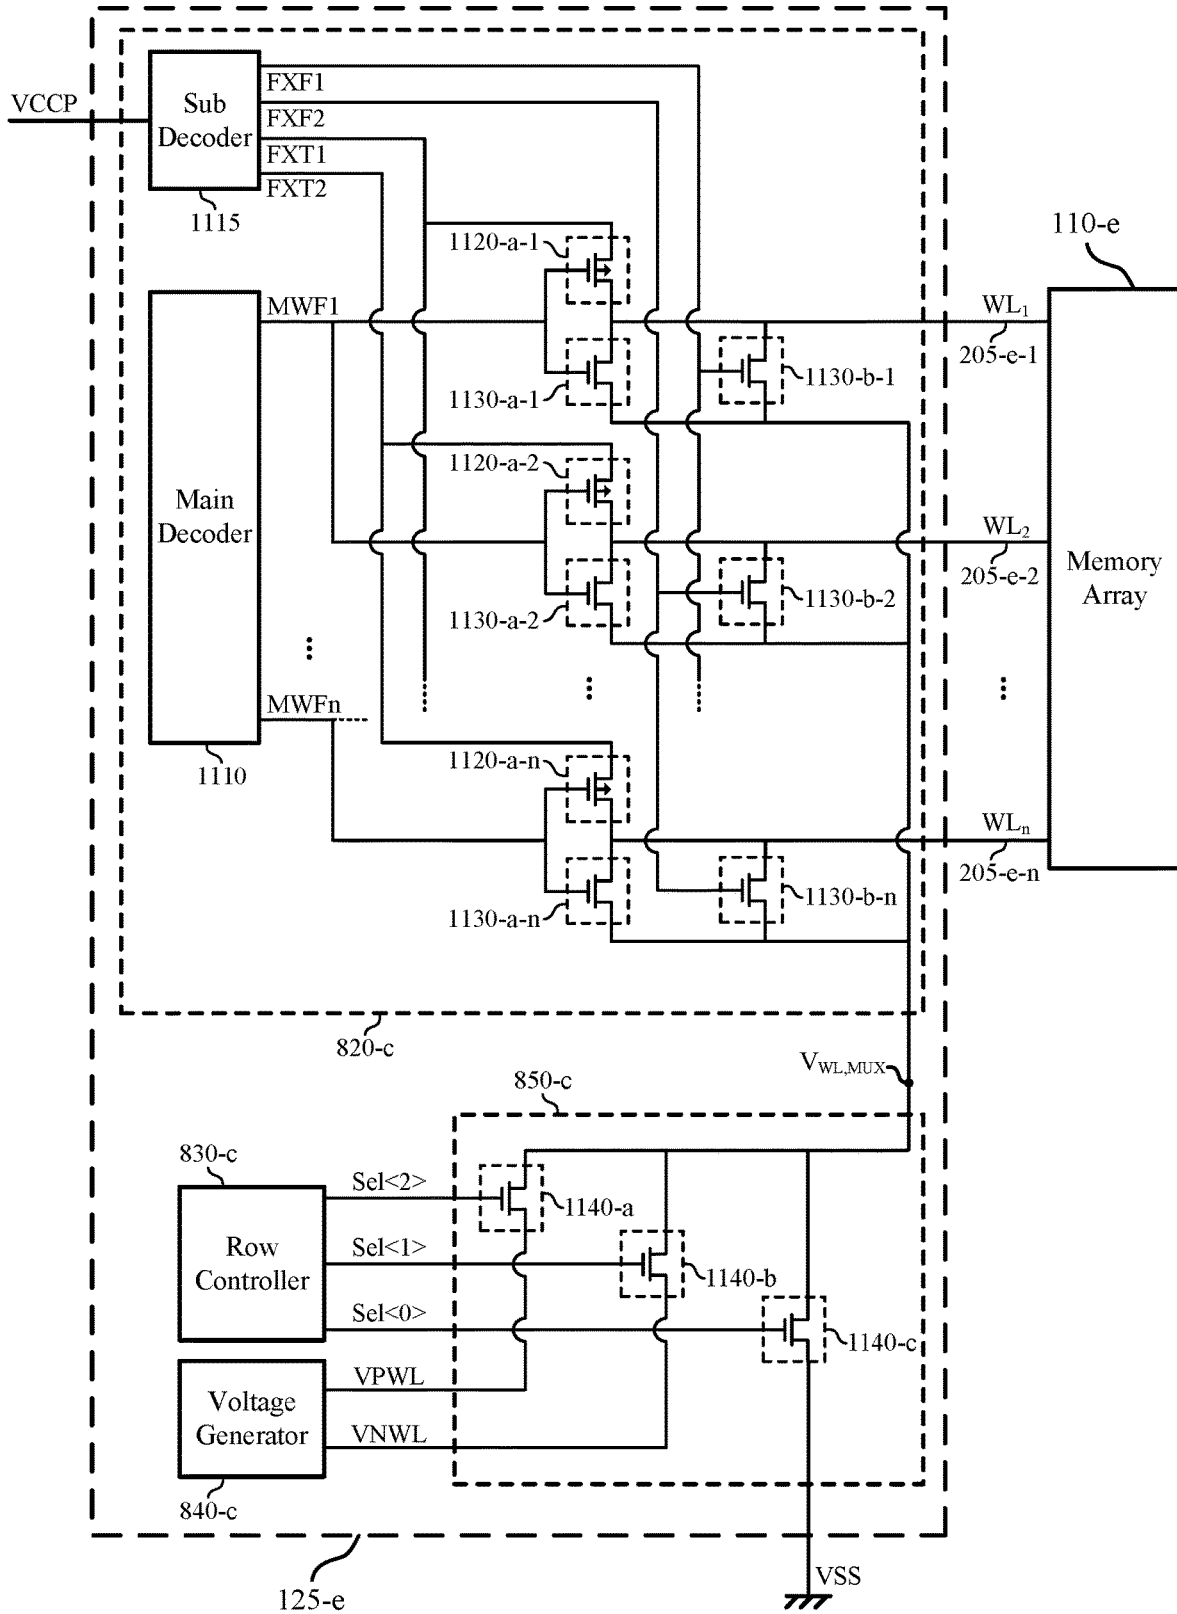 VCCP
Sub
Decoder
FXF1
FXF2
FXT1
FXT2
1115
110-e
1120-a-1
MWF1
WL1
205-e-1
1130-a-1
1130-b-1
1120-a-2
Main
Decoder
WL2
205-e-2
Memory
Array
1130-a-2
1130-b-2
MWFn
1110
1120-a-n
WLn
205-e-n
1130-a-n
1130-b-n
820-c
VWL,MUX
850-c
830-c
Sel<2>
1140-a
Row
Controller
Sel<1>
1140-b
Sel<0>
1140-c
Voltage
Generator
VPWL
VNWL
840-c
VSS
125-e